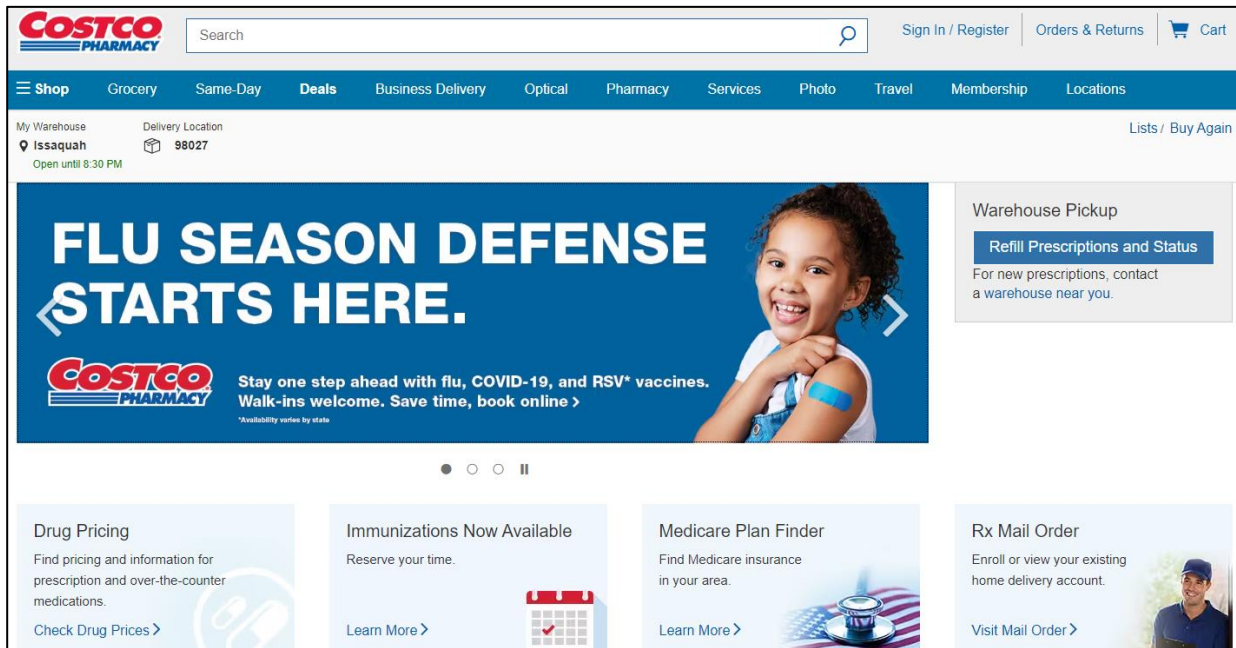 COSTCO
PHARMACY
Search
Sign In / Register
Orders & Returns
Cart
Shop
Grocery
Same-Day
Deals
Business Delivery
Optical
Pharmacy
Services
Photo
Travel
Membership
Locations
My Warehouse
Issaquah
Open until 8:30 PM
Delivery Location
98027
Lists / Buy Again
FLU SEASON DEFENSE
STARTS HERE.
COSTCO
PHARMACY
Stay one step ahead with flu, COVID-19, and RSV* vaccines.
Walk-ins welcome. Save time, book online >
*Availability varies by state
Warehouse Pickup
Refill Prescriptions and Status
For new prescriptions, contact
a warehouse near you.
Drug Pricing
Find pricing and information for
prescription and over-the-counter
medications.
Check Drug Prices >
Immunizations Now Available
Reserve your time.
Learn More >
Medicare Plan Finder
Find Medicare insurance
in your area.
Learn More >
Rx Mail Order
Enroll or view your existing
home delivery account.
Visit Mail Order >